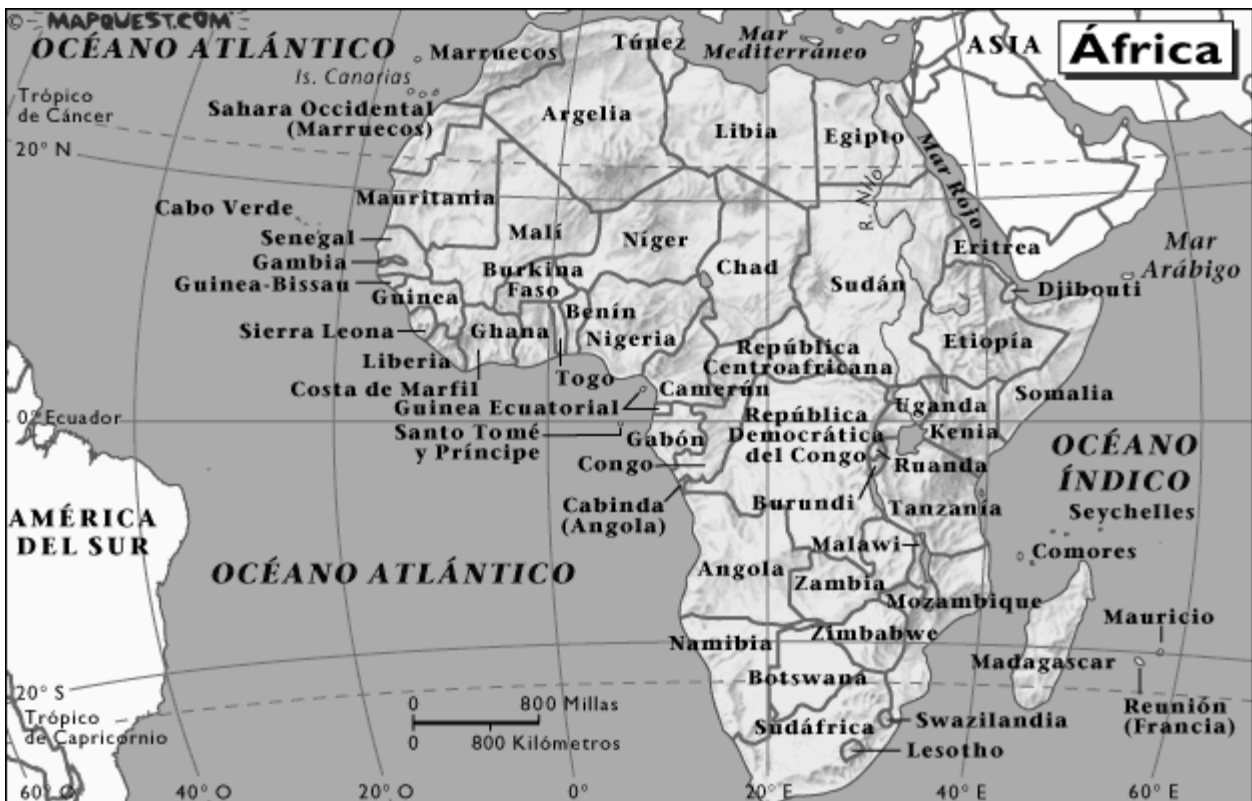 © MAPQUEST.COM
África
OCÉANO ATLÁNTICO
Marruecos
Túnez
Mar
Mediterráneo
ASIA
Is. Canarias
Trópico
de Cáncer
Sahara Occidental
(Marruecos)
Argelia
Libia
Egipto
20° N
Mar Rojo
Mauritania
R. Nilo
Cabo Verde
Senegal
Malí
Níger
Chad
Sudán
Eritrea
Mar
Arábigo
Gambia
Guinea-Bissau
Burkina
Faso
Djibouti
Guinea
Benín
Sierra Leona
Ghana
Nigeria
Etiopía
Liberia
República
Centroafricana
Costa de Marfil
Togo
Camerún
Somalia
0° Ecuador
Guinea Ecuatorial
Uganda
Santo Tomé
y Príncipe
Gabón
República
Democrática
del Congo
Kenia
OCÉANO
ÍNDICO
Congo
Ruanda
Cabinda
(Angola)
Burundi
Tanzanía
Seychelles
AMÉRICA
DEL SUR
Malawi
Comores
OCÉANO ATLÁNTICO
Angola
Zambia
Mozambique
Mauricio
Namibia
Zimbabwe
Madagascar
20° S
Botswana
Reunión
(Francia)
Trópico
de Capricornio
0 800 Millas
0 800 Kilómetros
Sudáfrica
Swazilandia
Lesotho
60° O
40° O
20° O
0°
20° E
40° E
60° E